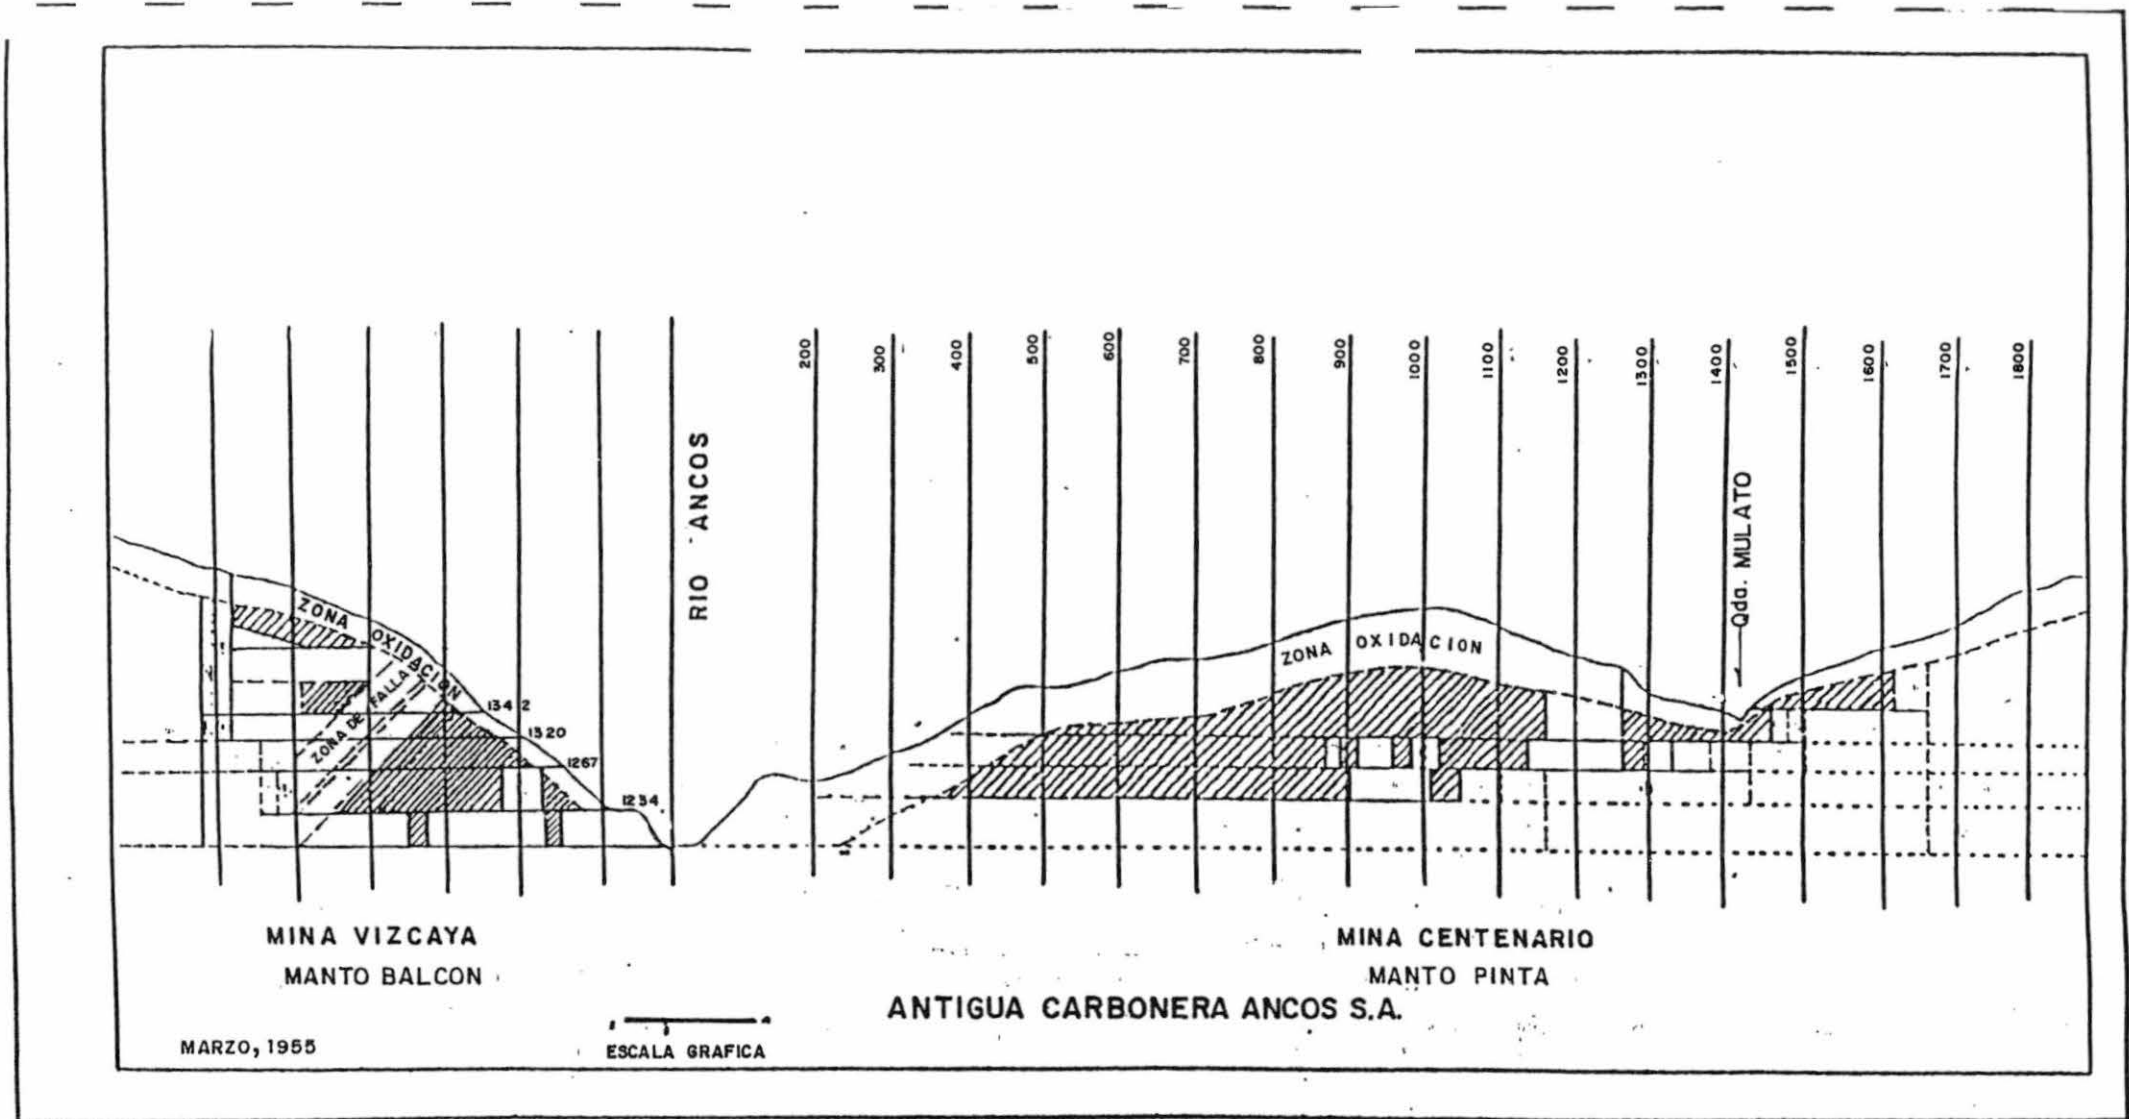 200
300
400
500
600
700
800
900
1000
1100
1200
1300
1400
1500
1600
1700
1800
RIO ANCOS
Qda. MULATO
ZONA OXIDACION
ZONA DE FALLA
1342
1320
1267
1234
ZONA OXIDACION
MINA VIZCAYA
MANTO BALCON
MINA CENTENARIO
MANTO PINTA
ANTIGUA CARBONERA ANCOS S.A.
MARZO, 1955
ESCALA GRAFICA